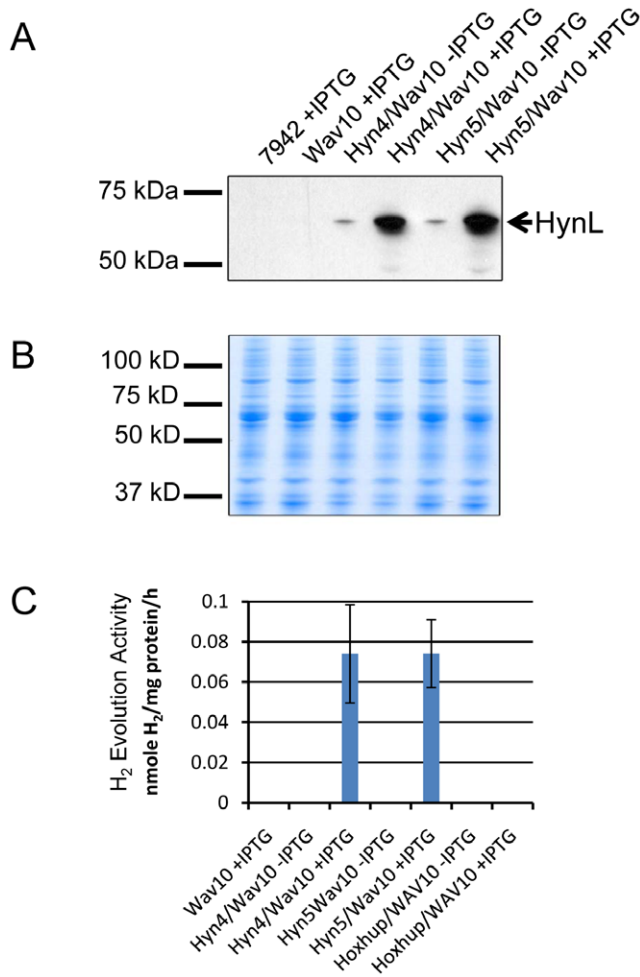 A
7942 +IPTG
Wav10 +IPTG
Hyn4/Wav10 -IPTG
Hyn4/Wav10 +IPTG
Hyn5/Wav10 -IPTG
Hyn5/Wav10 +IPTG
75 kDa
50 kDa
HynL
B
100 kD
75 kD
50 kD
37 kD
C
H2 Evolution Activity
nmole H2/mg protein/h
0.1
0.08
0.06
0.04
0.02
0
Wav10 +IPTG
Hyn4/Wav10 -IPTG
Hyn4/Wav10 +IPTG
Hyn5Wav10 -IPTG
Hyn5/Wav10 +IPTG
Hoxhup/WAV10 -IPTG
Hoxhup/WAV10 +IPTG